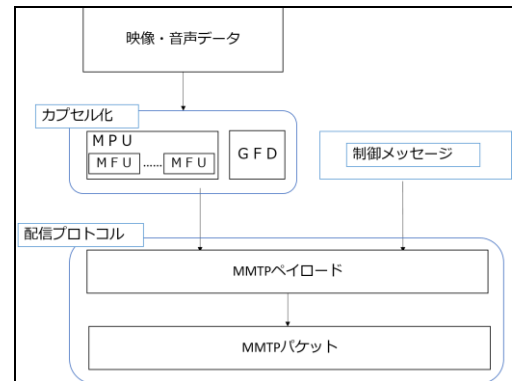 映像・音声データ
カプセル化
ＭＰＵ
ＭＦＵ ...... ＭＦＵ
ＧＦＤ
制御メッセージ
配信プロトコル
MMTPペイロード
MMTPパケット